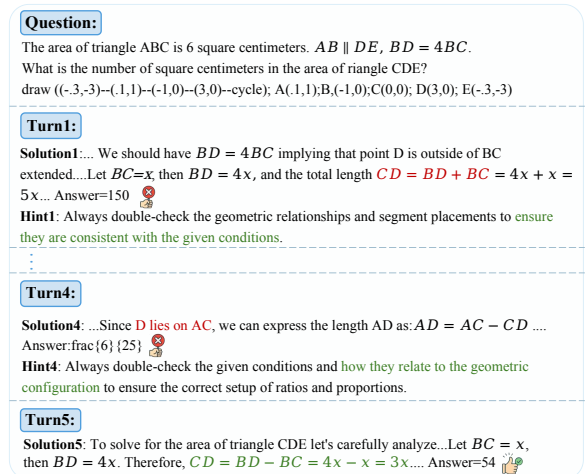 Question:
The area of triangle ABC is 6 square centimeters. AB ∥ DE, BD = 4BC.
What is the number of square centimeters in the area of riangle CDE?
draw ((-.3,-3)--(.1,1)--(-1,0)--(3,0)--cycle); A(.1,1);B,(-1,0);C(0,0); D(3,0); E(-.3,-3)
Turn1:
Solution1:... We should have BD = 4BC implying that point D is outside of BC
extended....Let BC=x, then BD = 4x, and the total length CD = BD + BC = 4x + x =
5x... Answer=150
Hint1: Always double-check the geometric relationships and segment placements to ensure
they are consistent with the given conditions.
⋮
Turn4:
Solution4: ...Since D lies on AC, we can express the length AD as: AD = AC − CD ....
Answer:frac{6}{25}
Hint4: Always double-check the given conditions and how they relate to the geometric
configuration to ensure the correct setup of ratios and proportions.
Turn5:
Solution5: To solve for the area of triangle CDE let's carefully analyze...Let BC = x,
then BD = 4x. Therefore, CD = BD − BC = 4x − x = 3x.... Answer=54